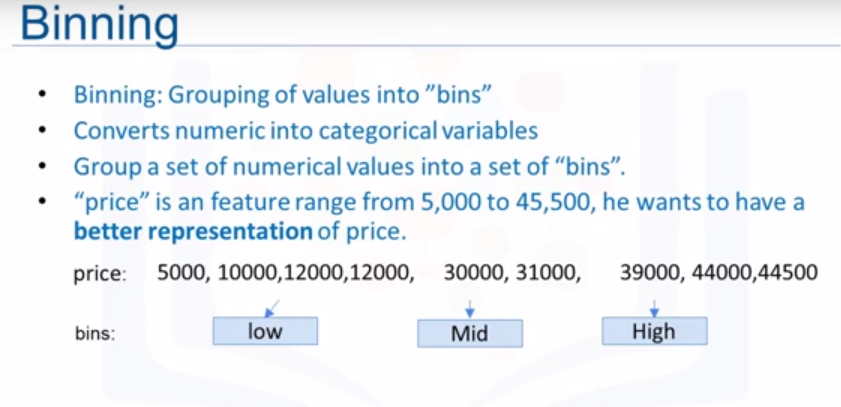 Binning
• Binning: Grouping of values into ”bins”
• Converts numeric into categorical variables
• Group a set of numerical values into a set of “bins”.
• “price” is an feature range from 5,000 to 45,500, he wants to have a
better representation of price.
price: 5000, 10000,12000,12000, 30000, 31000, 39000, 44000,44500
bins: low Mid High